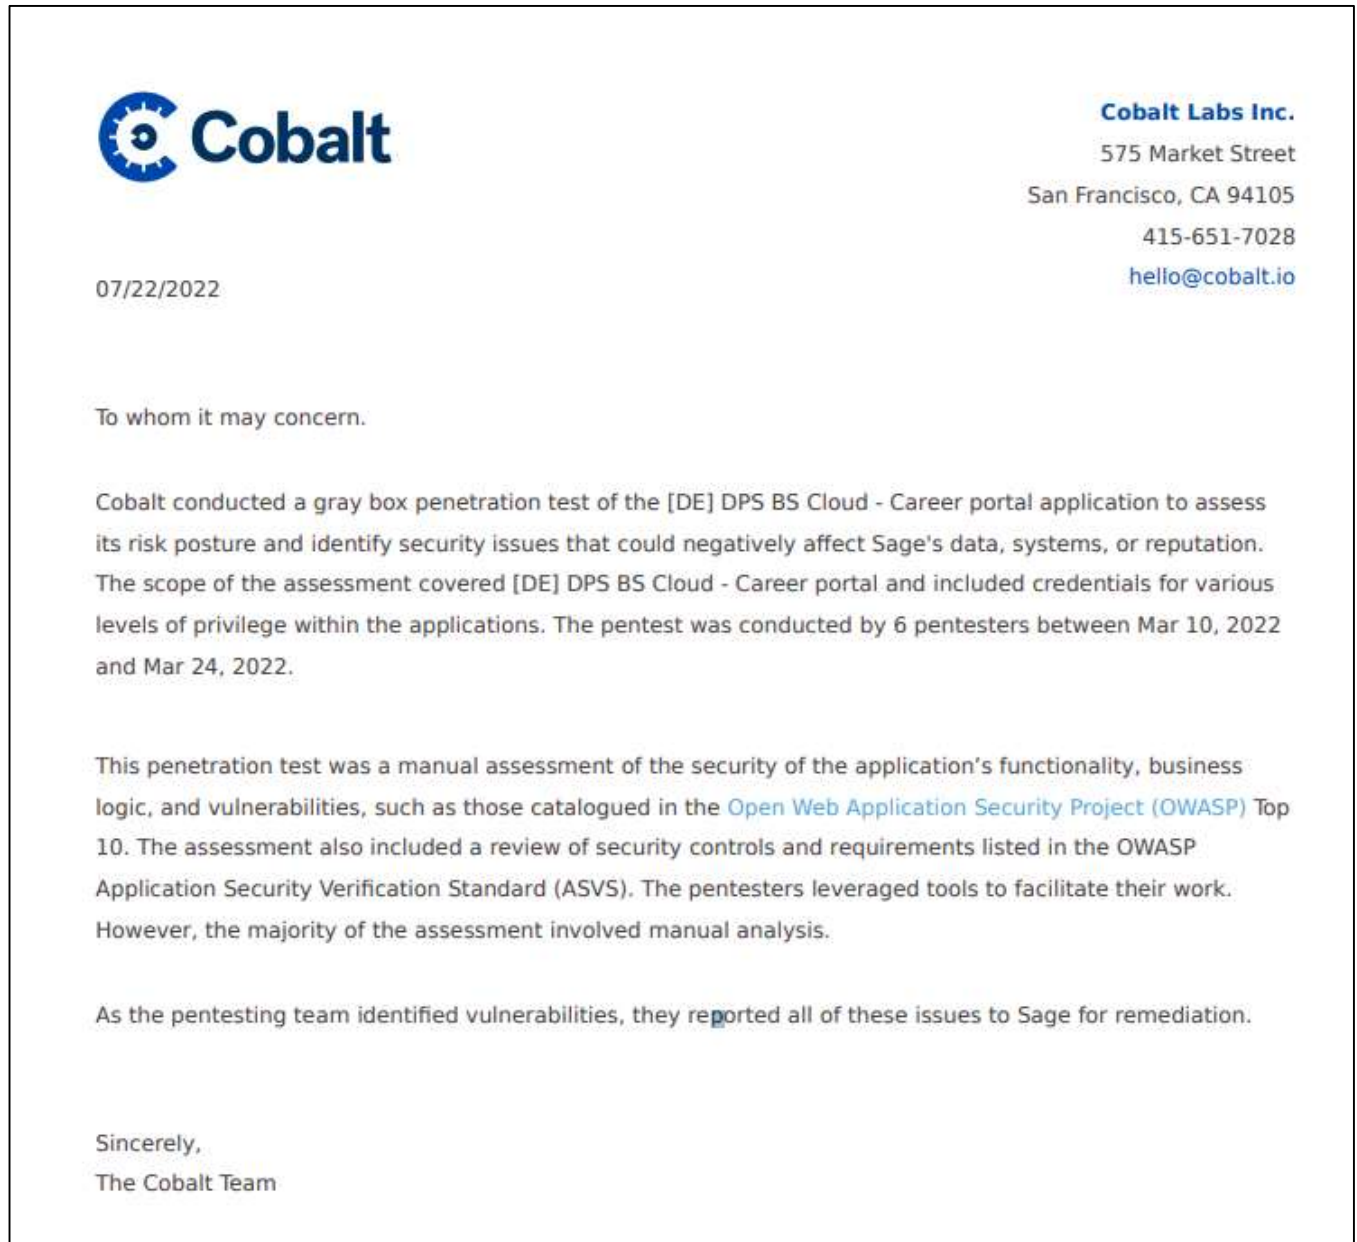 Cobalt
Cobalt Labs Inc.
575 Market Street
San Francisco, CA 94105
415-651-7028
hello@cobalt.io
07/22/2022
To whom it may concern.
Cobalt conducted a gray box penetration test of the [DE] DPS BS Cloud - Career portal application to assess
its risk posture and identify security issues that could negatively affect Sage's data, systems, or reputation.
The scope of the assessment covered [DE] DPS BS Cloud - Career portal and included credentials for various
levels of privilege within the applications. The pentest was conducted by 6 pentesters between Mar 10, 2022
and Mar 24, 2022.
This penetration test was a manual assessment of the security of the application’s functionality, business
logic, and vulnerabilities, such as those catalogued in the Open Web Application Security Project (OWASP) Top
10. The assessment also included a review of security controls and requirements listed in the OWASP
Application Security Verification Standard (ASVS). The pentesters leveraged tools to facilitate their work.
However, the majority of the assessment involved manual analysis.
As the pentesting team identified vulnerabilities, they reported all of these issues to Sage for remediation.
Sincerely,
The Cobalt Team